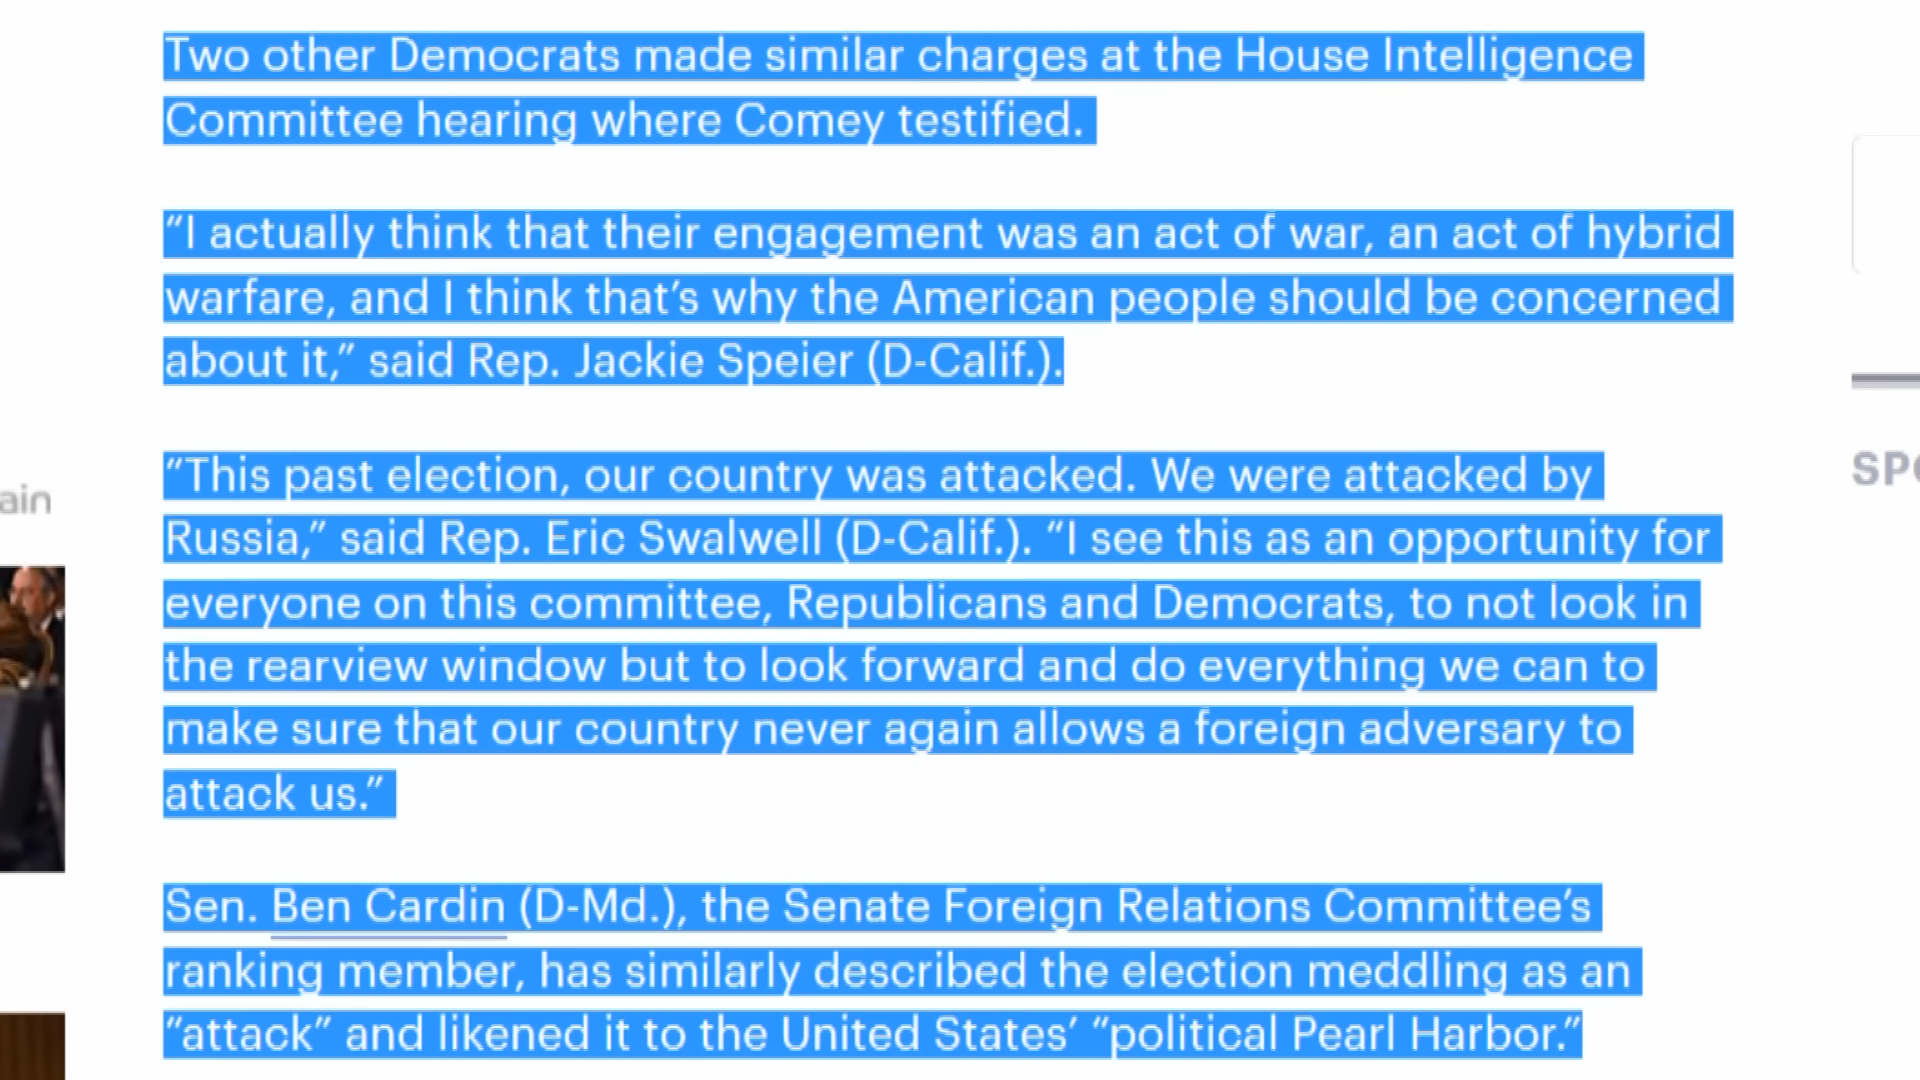 Two other Democrats made similar charges at the House Intelligence
Committee hearing where Comey testified.
“I actually think that their engagement was an act of war, an act of hybrid
warfare, and I think that’s why the American people should be concerned
about it,” said Rep. Jackie Speier (D-Calif.).
“This past election, our country was attacked. We were attacked by
Russia,” said Rep. Eric Swalwell (D-Calif.). “I see this as an opportunity for
everyone on this committee, Republicans and Democrats, to not look in
the rearview window but to look forward and do everything we can to
make sure that our country never again allows a foreign adversary to
attack us.”
Sen. Ben Cardin (D-Md.), the Senate Foreign Relations Committee’s
ranking member, has similarly described the election meddling as an
“attack” and likened it to the United States’ “political Pearl Harbor.”
ain
SPO